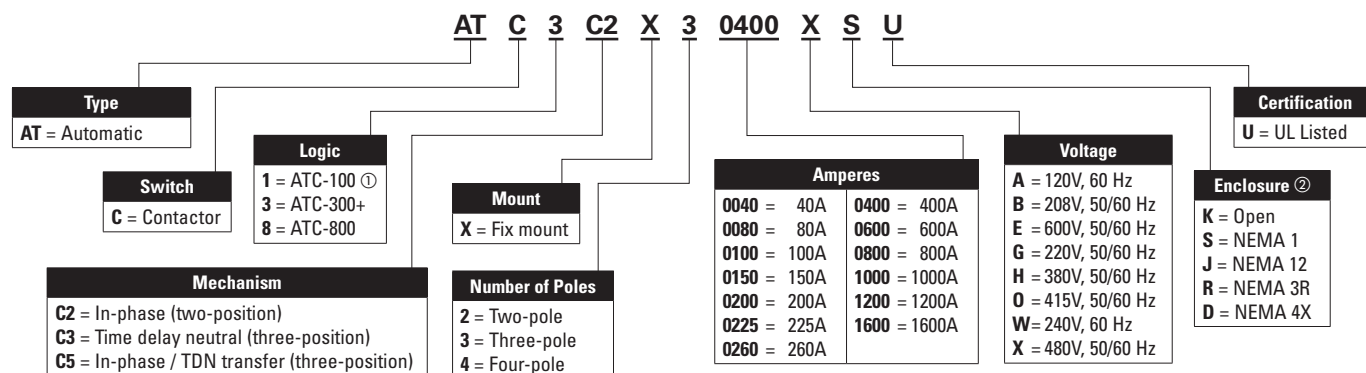 AT C 3 C2 X 3 0400 X S U
Type
AT = Automatic
Switch
C = Contactor
Logic
1 = ATC-100 ①
3 = ATC-300+
8 = ATC-800
Mechanism
C2 = In-phase (two-position)
C3 = Time delay neutral (three-position)
C5 = In-phase / TDN transfer (three-position)
Mount
X = Fix mount
Number of Poles
2 = Two-pole
3 = Three-pole
4 = Four-pole
Amperes
0040 = 40A
0080 = 80A
0100 = 100A
0150 = 150A
0200 = 200A
0225 = 225A
0260 = 260A
0400 = 400A
0600 = 600A
0800 = 800A
1000 = 1000A
1200 = 1200A
1600 = 1600A
Voltage
A = 120V, 60 Hz
B = 208V, 50/60 Hz
E = 600V, 50/60 Hz
G = 220V, 50/60 Hz
H = 380V, 50/60 Hz
O = 415V, 50/60 Hz
W= 240V, 60 Hz
X = 480V, 50/60 Hz
Enclosure ②
K = Open
S = NEMA 1
J = NEMA 12
R = NEMA 3R
D = NEMA 4X
Certification
U = UL Listed